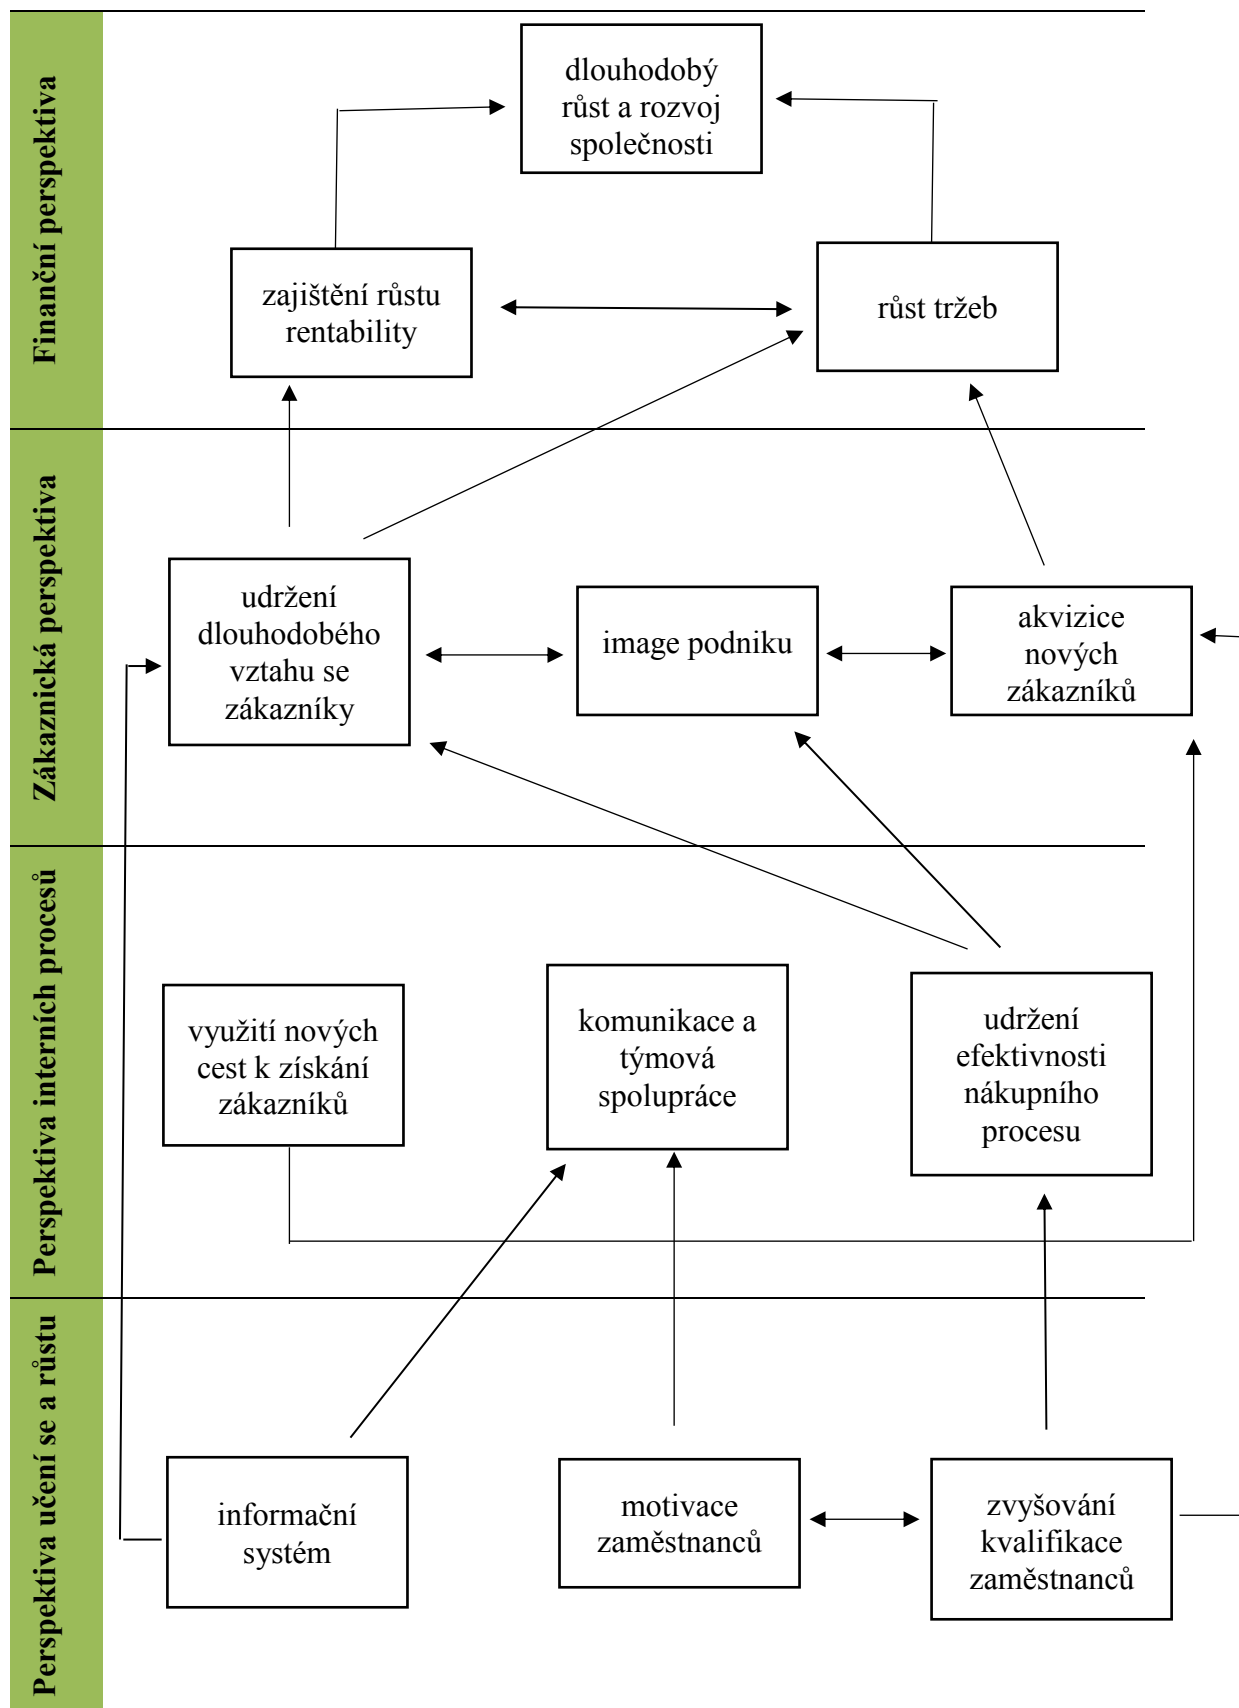 Finanční perspektiva
dlouhodobý
růst a rozvoj
společnosti
zajištění růstu
rentability
růst tržeb
Zákaznická perspektiva
udržení
dlouhodobého
vztahu se
zákazníky
image podniku
akvizice
nových
zákazníků
Perspektiva interních procesů
využití nových
cest k získání
zákazníků
komunikace a
týmová
spolupráce
udržení
efektivnosti
nákupního
procesu
Perspektiva učení se a růstu
informační
systém
motivace
zaměstnanců
zvyšování
kvalifikace
zaměstnanců